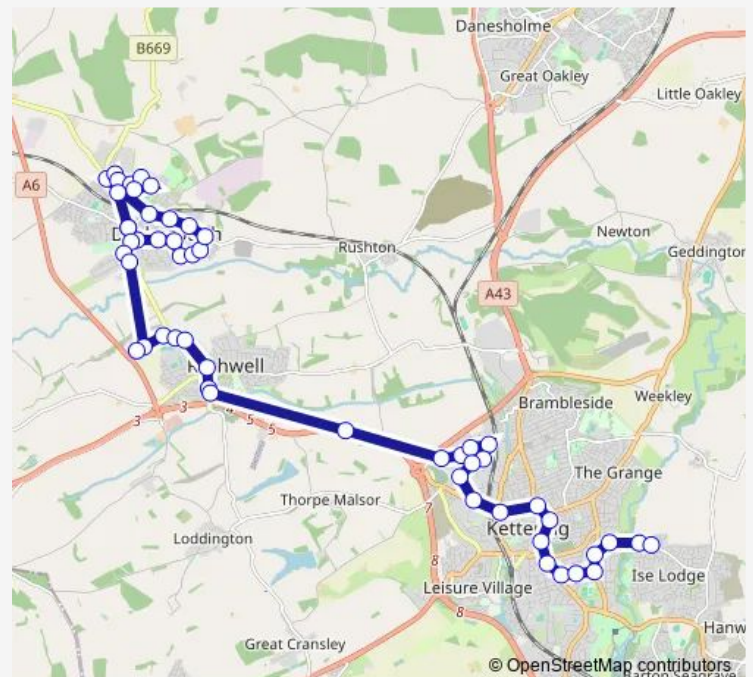 Danesholme
B669
Great Oakley
Little Oakley
A6
Rushton
Newton
Geddington
A43
Weekley
Brambleside
3
3
4
5
5
The Grange
Thorpe Malsor
7
Loddington
8
Ise Lodge
Leisure Village
8
Great Cransley
© OpenStreetMap contributors